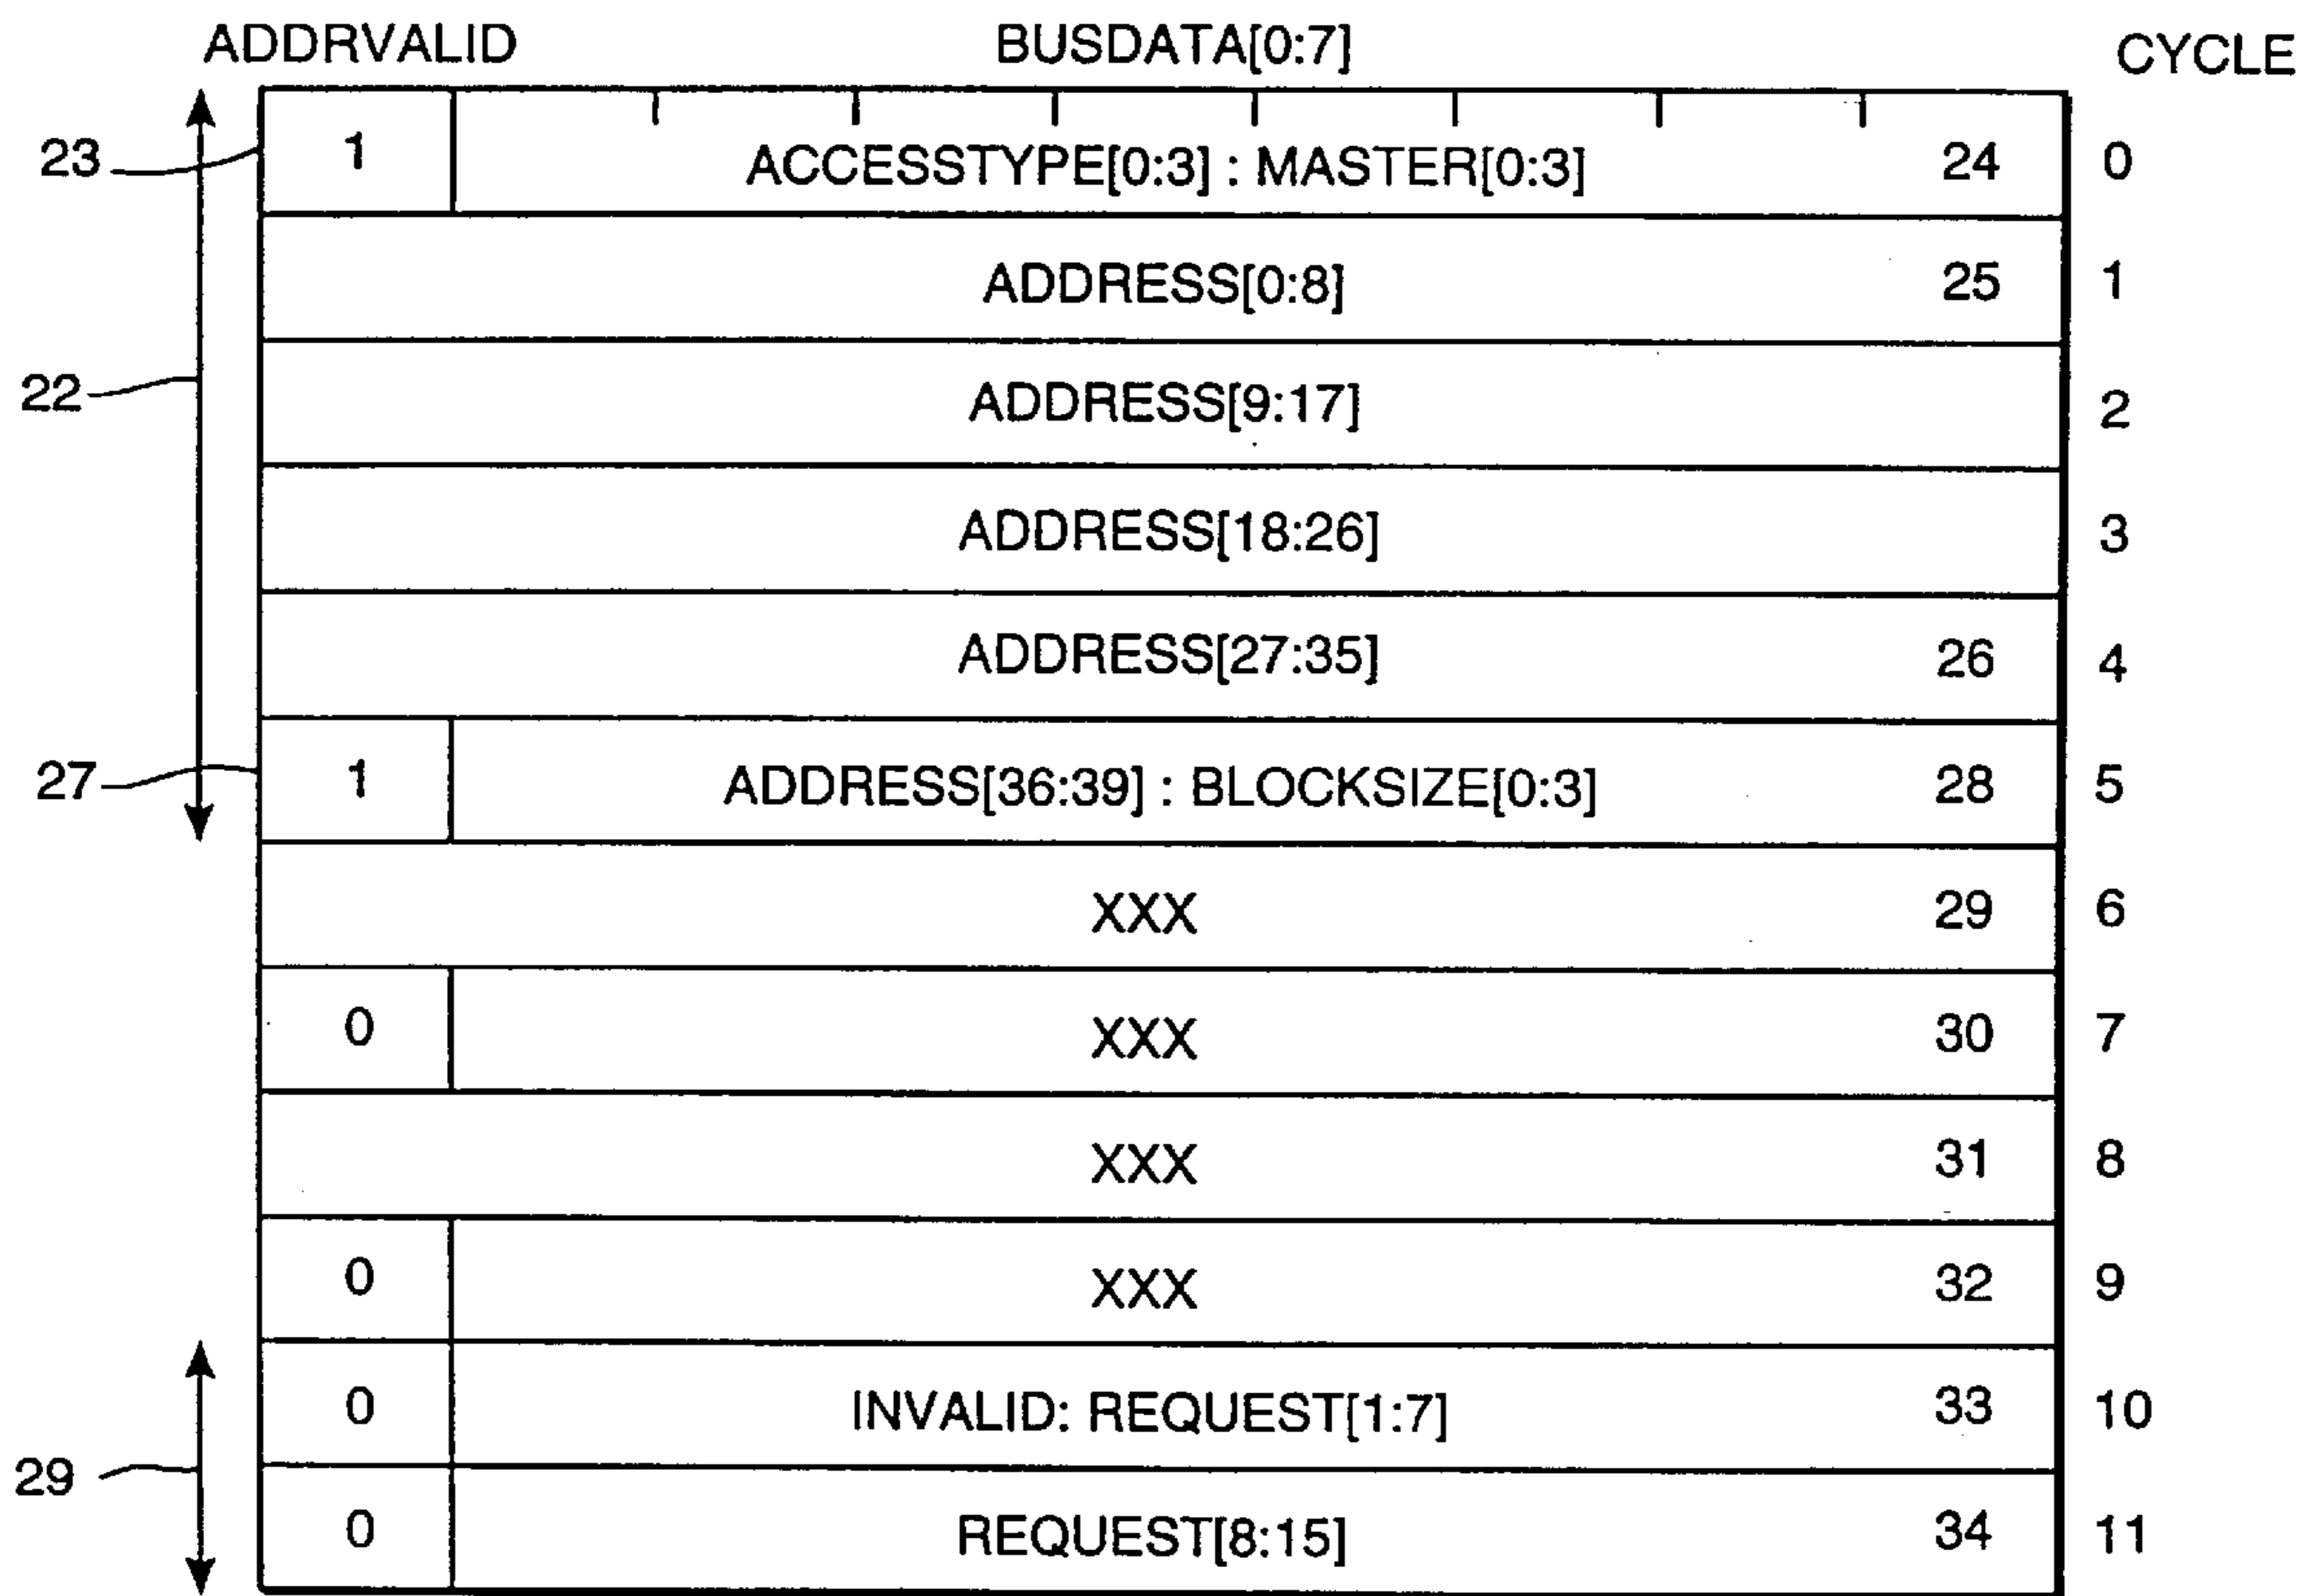 ADDRVALID BUSDATA[0:7] CYCLE
23 1 ACCESSTYPE[0:3] : MASTER[0:3] 24 0
ADDRESS[0:8] 25 1
22 ADDRESS[9:17] 2
ADDRESS[18:26] 3
ADDRESS[27:35] 26 4
27 1 ADDRESS[36:39] : BLOCKSIZE[0:3] 28 5
XXX 29 6
0 XXX 30 7
XXX 31 8
0 XXX 32 9
0 INVALID: REQUEST[1:7] 33 10
29
0 REQUEST[8:15] 34 11